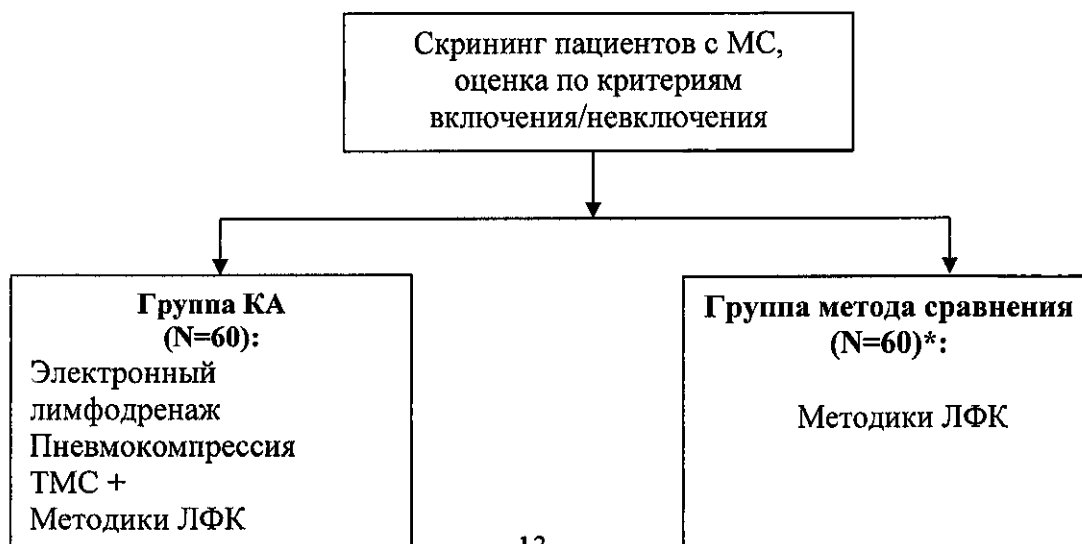 Скрининг пациентов с МС,
оценка по критериям
включения/невключения
Группа КА
(N=60):
Электронный
лимфодренаж
Пневмокомпрессия
ТМС +
Методики ЛФК
Группа метода сравнения
(N=60)*:
Методики ЛФК
13